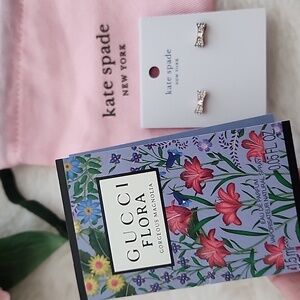 kate spade
NEW YORK
kate spade
NEW YORK
GUCCI
FLORA
GORGEOUS MAGNOLIA